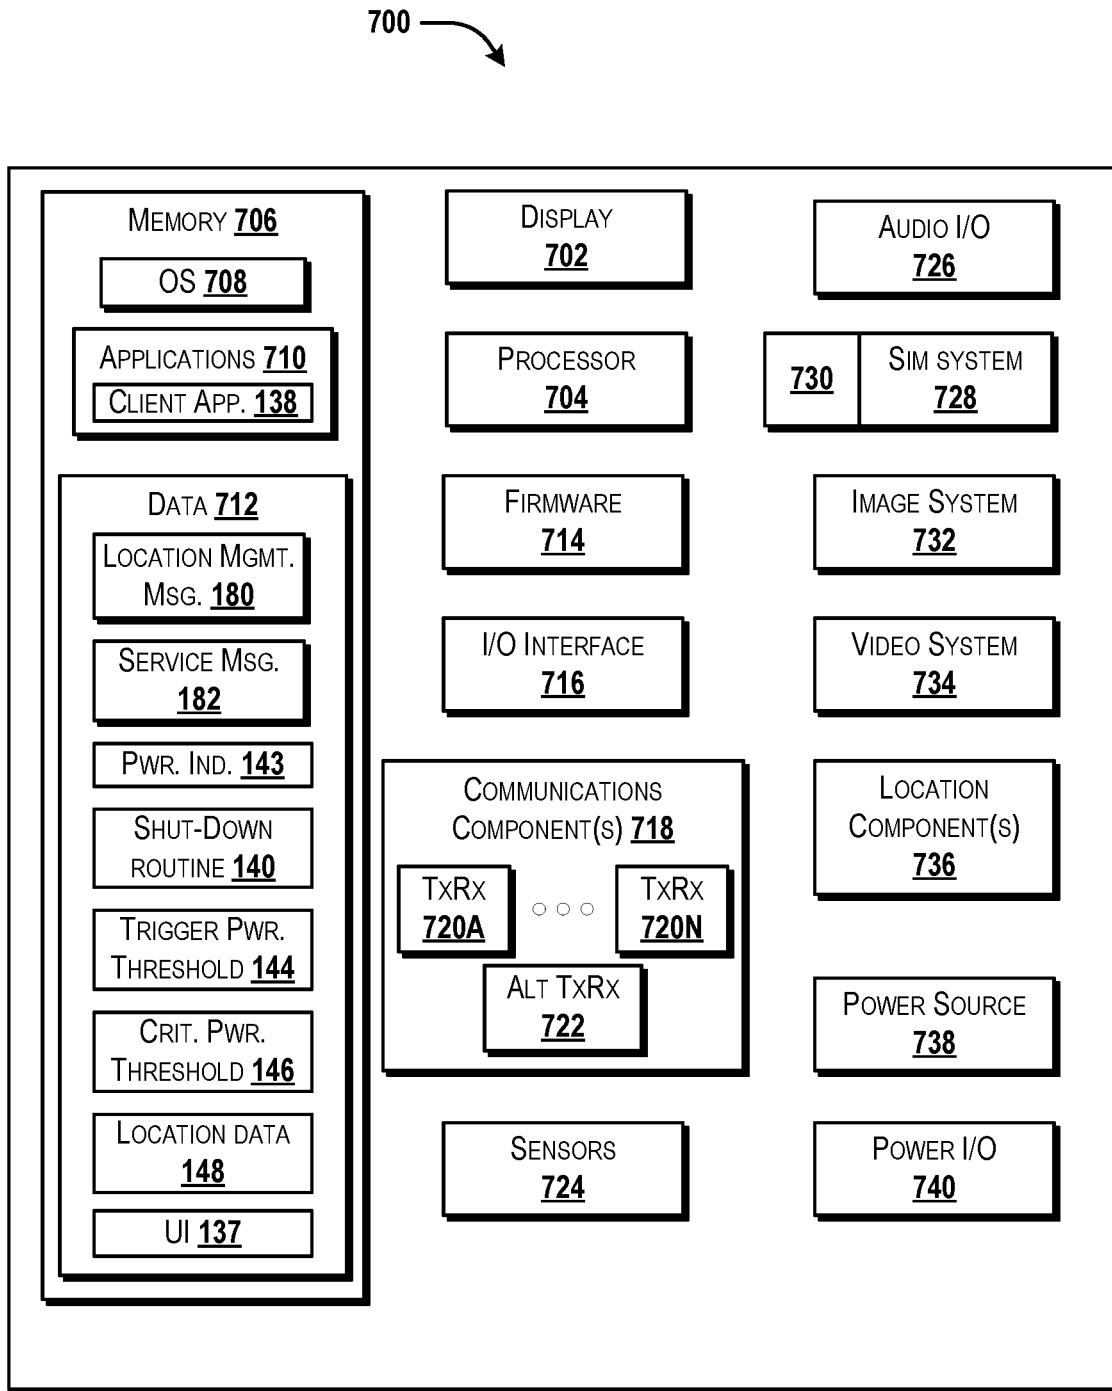 700
MEMORY 706
OS 708
APPLICATIONS 710
CLIENT APP. 138
DATA 712
LOCATION MGMT.
MSG. 180
SERVICE MSG.
182
PWR. IND. 143
SHUT-DOWN
ROUTINE 140
TRIGGER PWR.
THRESHOLD 144
CRIT. PWR.
THRESHOLD 146
LOCATION DATA
148
UI 137
DISPLAY
702
PROCESSOR
704
FIRMWARE
714
I/O INTERFACE
716
COMMUNICATIONS
COMPONENT(S) 718
TXRX
720A
TXRX
720N
ALT TXRX
722
SENSORS
724
AUDIO I/O
726
730
SIM SYSTEM
728
IMAGE SYSTEM
732
VIDEO SYSTEM
734
LOCATION
COMPONENT(S)
736
POWER SOURCE
738
POWER I/O
740